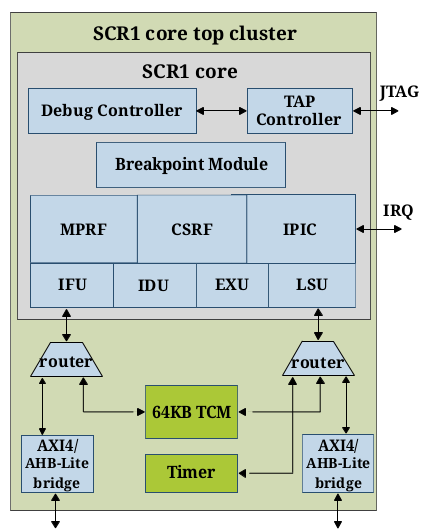 SCR1 core top cluster
SCR1 core
JTAG
Debug Controller
TAP
Controller
Breakpoint Module
IRQ
MPRF
CSRF
IPIC
IFU
IDU
EXU
LSU
router
router
64KB TCM
Timer
AXI4/
AHB-Lite
bridge
AXI4/
AHB-Lite
bridge